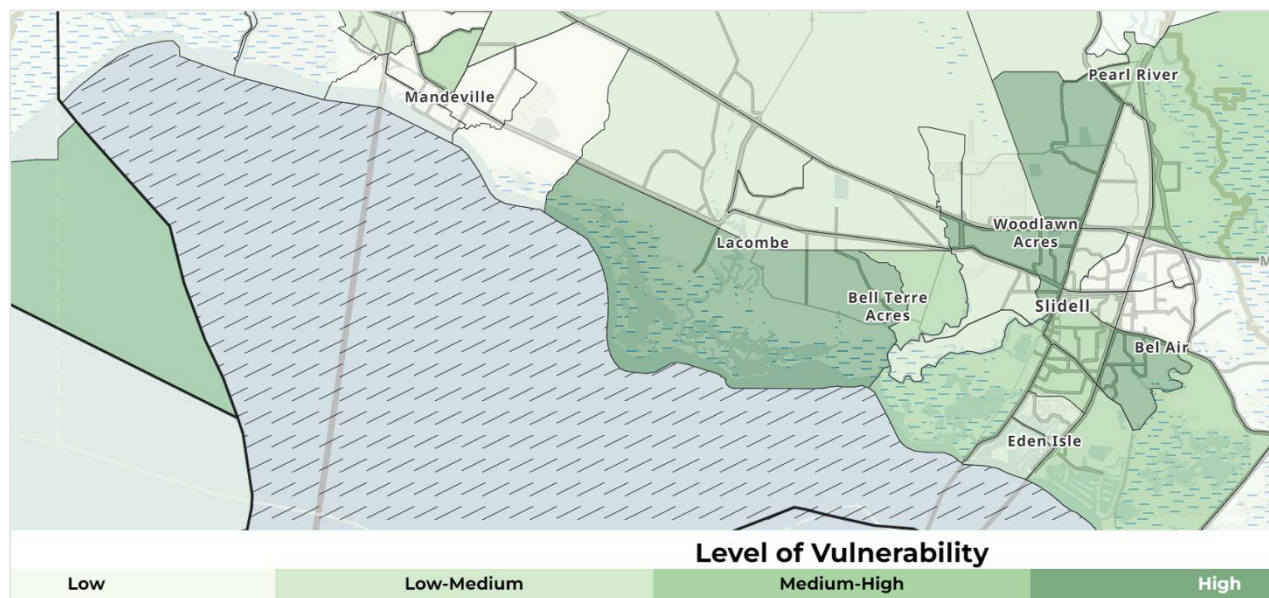 Pearl River
Mandeville
Woodlawn
Acres
Lacombe
M
Bell Terre
Acres
Slidell
Bel Air
Eden Isle
Level of Vulnerability
Low
Low-Medium
Medium-High
High